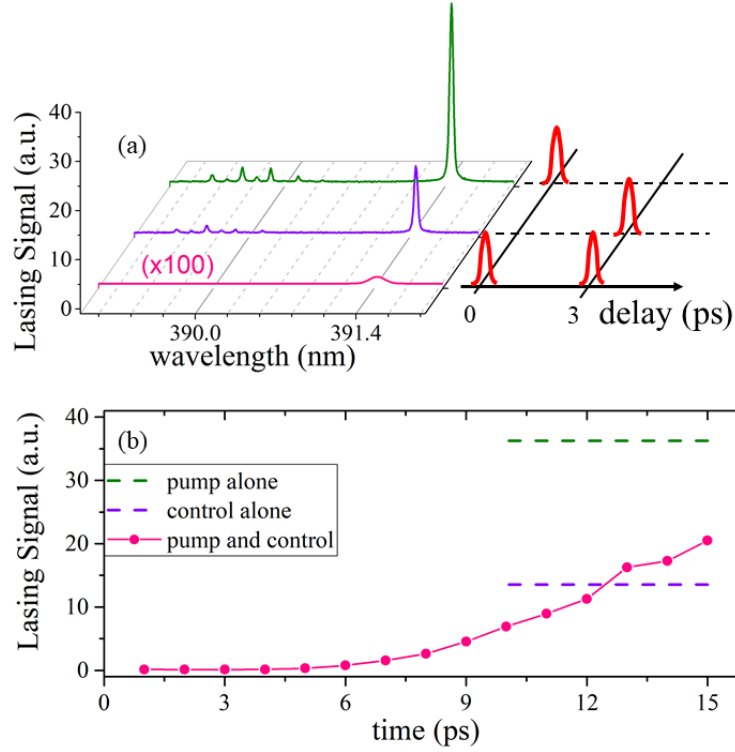 (a)
Lasing Signal (a.u.)
40
30
20
10
0
(x100)
390.0
391.4
wavelength (nm)
0
3
delay (ps)
(b)
Lasing Signal (a.u.)
40
30
20
10
0
pump alone
control alone
pump and control
0
3
6
9
12
15
time (ps)